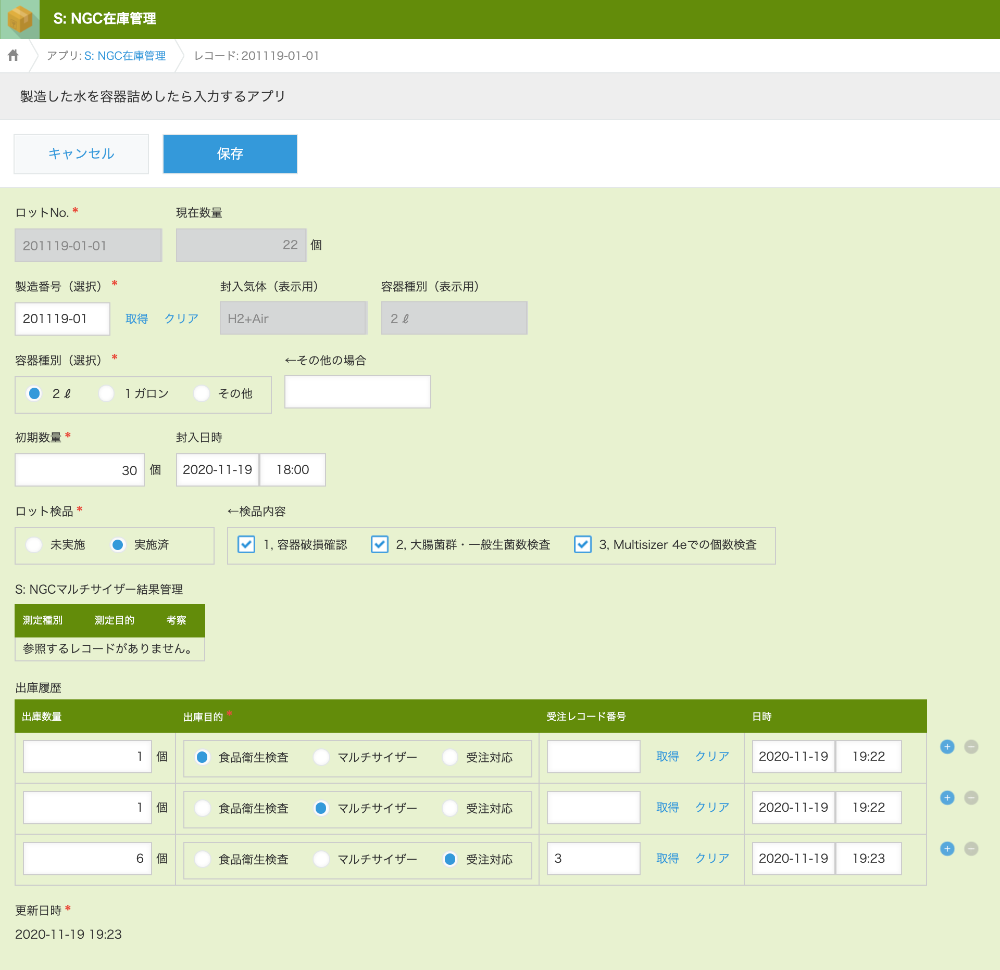 S: NGC在庫管理
アプリ: S: NGC在庫管理 レコード: 201119-01-01
製造した水を容器詰めしたら入力するアプリ
キャンセル 保存
ロットNo. * 現在数量
201119-01-01 22 個
製造番号（選択） * 封入気体（表示用） 容器種別（表示用）
201119-01 取得 クリア H2+Air 2 ℓ
容器種別（選択） * ←その他の場合
2 ℓ 1 ガロン その他
初期数量 * 封入日時
30 個 2020-11-19 18:00
ロット検品 * ←検品内容
未実施 実施済 1, 容器破損確認 2, 大腸菌群・一般生菌数検査 3, Multisizer 4eでの個数検査
S: NGCマルチサイザー結果管理
測定種別 測定目的 考察
参照するレコードがありません。
出庫履歴
出庫数量 出庫目的 * 受注レコード番号 日時
1 個 食品衛生検査 マルチサイザー 受注対応 取得 クリア 2020-11-19 19:22
1 個 食品衛生検査 マルチサイザー 受注対応 取得 クリア 2020-11-19 19:22
6 個 食品衛生検査 マルチサイザー 受注対応 3 取得 クリア 2020-11-19 19:23
更新日時 *
2020-11-19 19:23